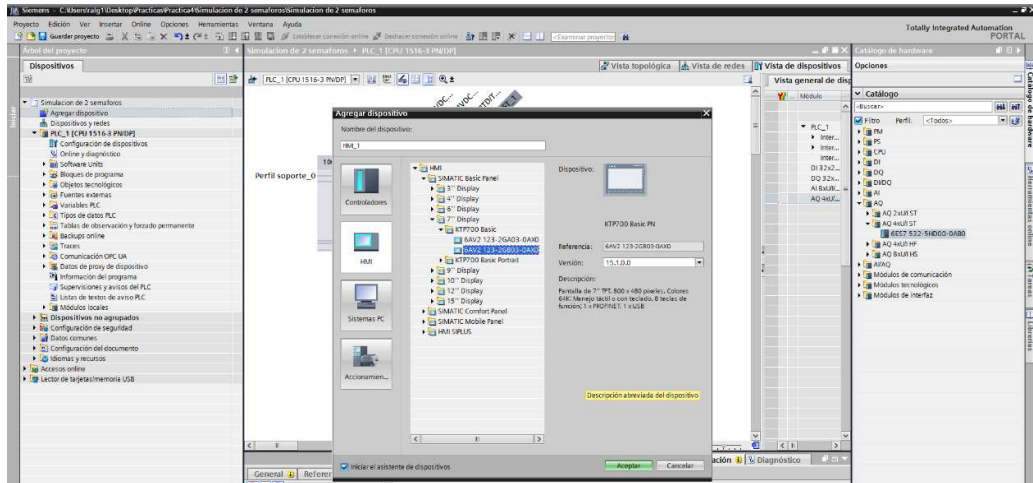 Siemens - C:\Users\ralg1\Desktop\Practicas\Practica4\Simulacion de 2 semaforos\Simulacion de 2 semaforos
Proyecto Edición Ver Insertar Online Opciones Herramientas Ventana Ayuda
Guardar proyecto
Establecer conexión online Deshacer conexión online
<Examinar proyecto>
Totally Integrated Automation
PORTAL
Árbol del proyecto
Dispositivos
Iniciar
Simulacion de 2 semaforos
Agregar dispositivo
Dispositivos y redes
PLC_1 [CPU 1516-3 PN/DP]
Configuración de dispositivos
Online y diagnóstico
Software Units
Bloques de programa
Objetos tecnológicos
Fuentes externas
Variables PLC
Tipos de datos PLC
Tablas de observación y forzado permanente
Backups online
Traces
Comunicación OPC UA
Datos de proxy de dispositivo
Información del programa
Supervisiones y avisos del PLC
Listas de textos de aviso PLC
Módulos locales
Dispositivos no agrupados
Configuración de seguridad
Datos comunes
Configuración del documento
Idiomas y recursos
Accesos online
Lector de tarjetas/memoria USB
Simulacion de 2 semaforos ▸ PLC_1 [CPU 1516-3 PN/DP]
Vista topológica
Vista de redes
Vista de dispositivos
PLC_1 [CPU 1516-3 PN/DP]
Perfil soporte_0
Agregar dispositivo
Nombre del dispositivo:
HMI_1
Controladores
HMI
Sistemas PC
Accionamien...
HMI
SIMATIC Basic Panel
3'' Display
4'' Display
6'' Display
7'' Display
KTP700 Basic
6AV2 123-2GA03-0AX0
6AV2 123-2GB03-0AX0
KTP700 Basic Portrait
9'' Display
10'' Display
12'' Display
15'' Display
SIMATIC Comfort Panel
SIMATIC Mobile Panel
HMI SIPLUS
Dispositivo:
KTP700 Basic PN
Referencia:
6AV2 123-2GB03-0AX0
Versión:
15.1.0.0
Descripción:
Pantalla de 7'' TFT, 800 x 480 píxeles, Colores
64K; Manejo táctil o con teclado, 8 teclas de
función; 1 x PROFINET, 1 x USB
Descripción abreviada del dispositivo
Iniciar el asistente de dispositivos
Aceptar
Cancelar
General
Diagnóstico
Vista general de disp
Módulo
PLC_1
Inter...
Inter...
Inter...
DI 32x2...
DQ 32x...
AI 8xU/I/...
AQ 4xU/...
Catálogo de hardware
Opciones
Catálogo
<Buscar>
Filtro
Perfil:
<Todos>
PM
PS
CPU
DI
DQ
DI/DQ
AI
AQ
AQ 2xU/I ST
AQ 4xU/I ST
6ES7 532-5HD00-0AB0
AQ 4xU/I HF
AQ 8xU/I HS
AI/AQ
Módulos de comunicación
Módulos tecnológicos
Módulos de interfaz
Catálogo de hardware
Herramientas online
Tareas
Librerías